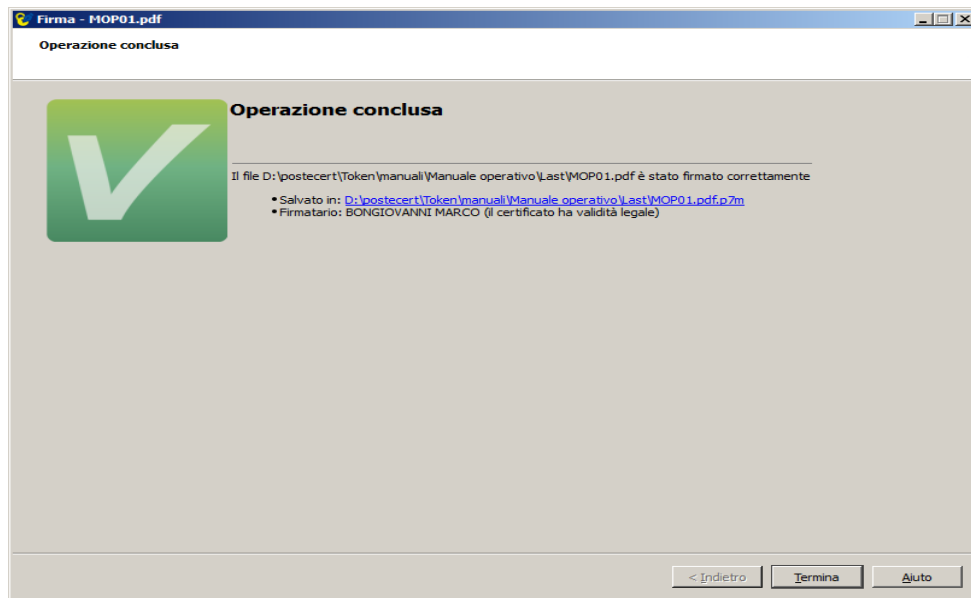 Firma - MOP01.pdf
Operazione conclusa
Operazione conclusa
Il file D:\postecert\Token\manuali\Manuale operativo\Last\MOP01.pdf è stato firmato correttamente
• Salvato in: D:\postecert\Token\manuali\Manuale operativo\Last\MOP01.pdf.p7m
• Firmatario: BONGIOVANNI MARCO (il certificato ha validità legale)
< Indietro
Termina
Aiuto